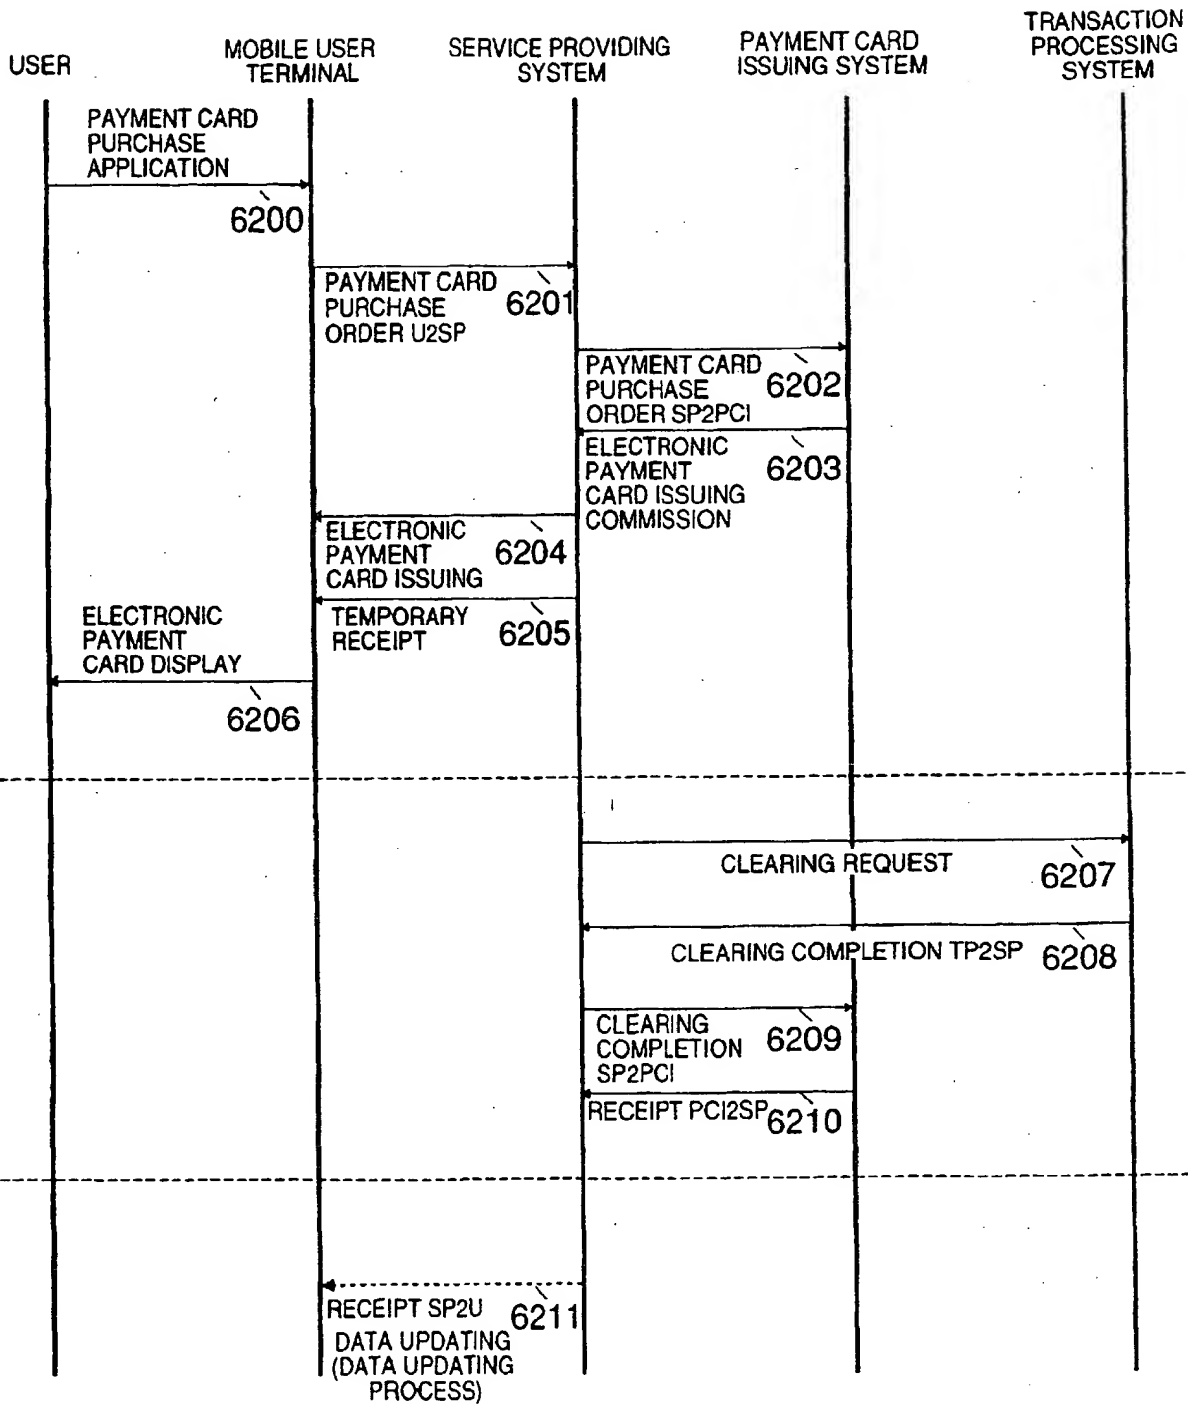 USER
MOBILE USER
TERMINAL
SERVICE PROVIDING
SYSTEM
PAYMENT CARD
ISSUING SYSTEM
TRANSACTION
PROCESSING
SYSTEM
PAYMENT CARD
PURCHASE
APPLICATION
6200
PAYMENT CARD
PURCHASE
ORDER U2SP
6201
PAYMENT CARD
PURCHASE
ORDER SP2PCI
6202
ELECTRONIC
PAYMENT
CARD ISSUING
COMMISSION
6203
ELECTRONIC
PAYMENT
CARD ISSUING
6204
TEMPORARY
RECEIPT
6205
ELECTRONIC
PAYMENT
CARD DISPLAY
6206
CLEARING REQUEST
6207
CLEARING COMPLETION TP2SP
6208
CLEARING
COMPLETION
SP2PCI
6209
RECEIPT PCI2SP
6210
RECEIPT SP2U
6211
DATA UPDATING
(DATA UPDATING
PROCESS)